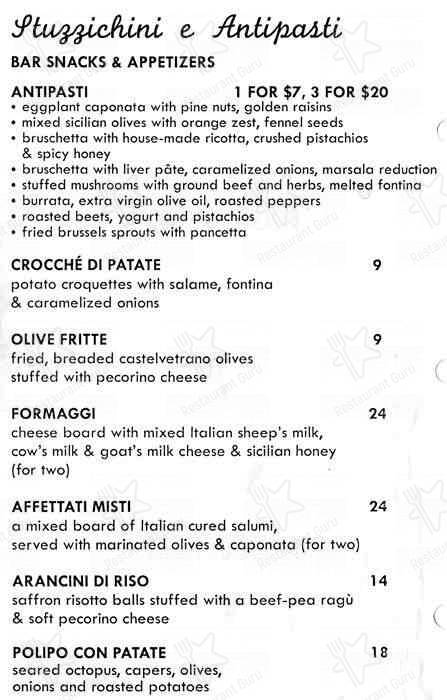 Stuzzichini e Antipasti
BAR SNACKS & APPETIZERS
ANTIPASTI 1 FOR $7, 3 FOR $20
• eggplant caponata with pine nuts, golden raisins
• mixed sicilian olives with orange zest, fennel seeds
• bruschetta with house-made ricotta, crushed pistachios
& spicy honey
• bruschetta with liver pâte, caramelized onions, marsala reduction
• stuffed mushrooms with ground beef and herbs, melted fontina
• burrata, extra virgin olive oil, roasted peppers
• roasted beets, yogurt and pistachios
• fried brussels sprouts with pancetta
CROCCHÉ DI PATATE 9
potato croquettes with salame, fontina
& caramelized onions
OLIVE FRITTE 9
fried, breaded castelvetrano olives
stuffed with pecorino cheese
FORMAGGI 24
cheese board with mixed Italian sheep's milk,
cow's milk & goat's milk cheese & sicilian honey
(for two)
AFFETTATI MISTI 24
a mixed board of Italian cured salumi,
served with marinated olives & caponata (for two)
ARANCINI DI RISO 14
saffron risotto balls stuffed with a beef-pea ragù
& soft pecorino cheese
POLIPO CON PATATE 18
seared octopus, capers, olives,
onions and roasted potatoes
Restaurant Guru